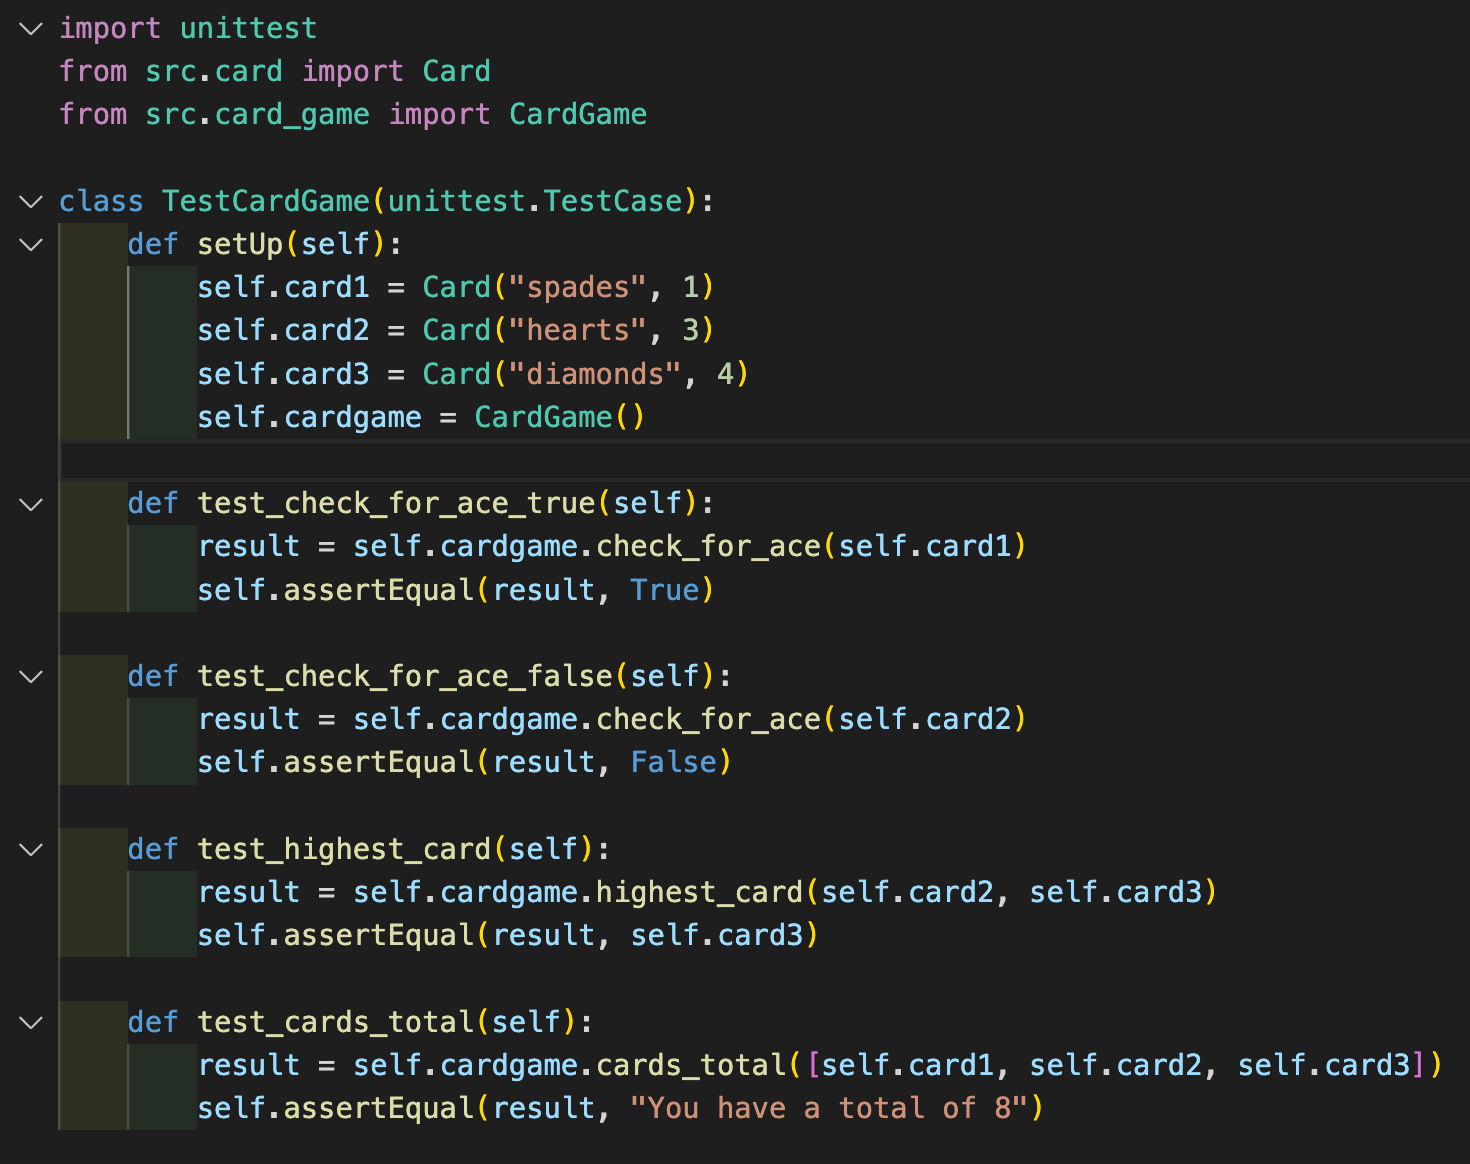 import unittest
from src.card import Card
from src.card_game import CardGame

class TestCardGame(unittest.TestCase):
    def setUp(self):
        self.card1 = Card("spades", 1)
        self.card2 = Card("hearts", 3)
        self.card3 = Card("diamonds", 4)
        self.cardgame = CardGame()

    def test_check_for_ace_true(self):
        result = self.cardgame.check_for_ace(self.card1)
        self.assertEqual(result, True)

    def test_check_for_ace_false(self):
        result = self.cardgame.check_for_ace(self.card2)
        self.assertEqual(result, False)

    def test_highest_card(self):
        result = self.cardgame.highest_card(self.card2, self.card3)
        self.assertEqual(result, self.card3)

    def test_cards_total(self):
        result = self.cardgame.cards_total([self.card1, self.card2, self.card3])
        self.assertEqual(result, "You have a total of 8")